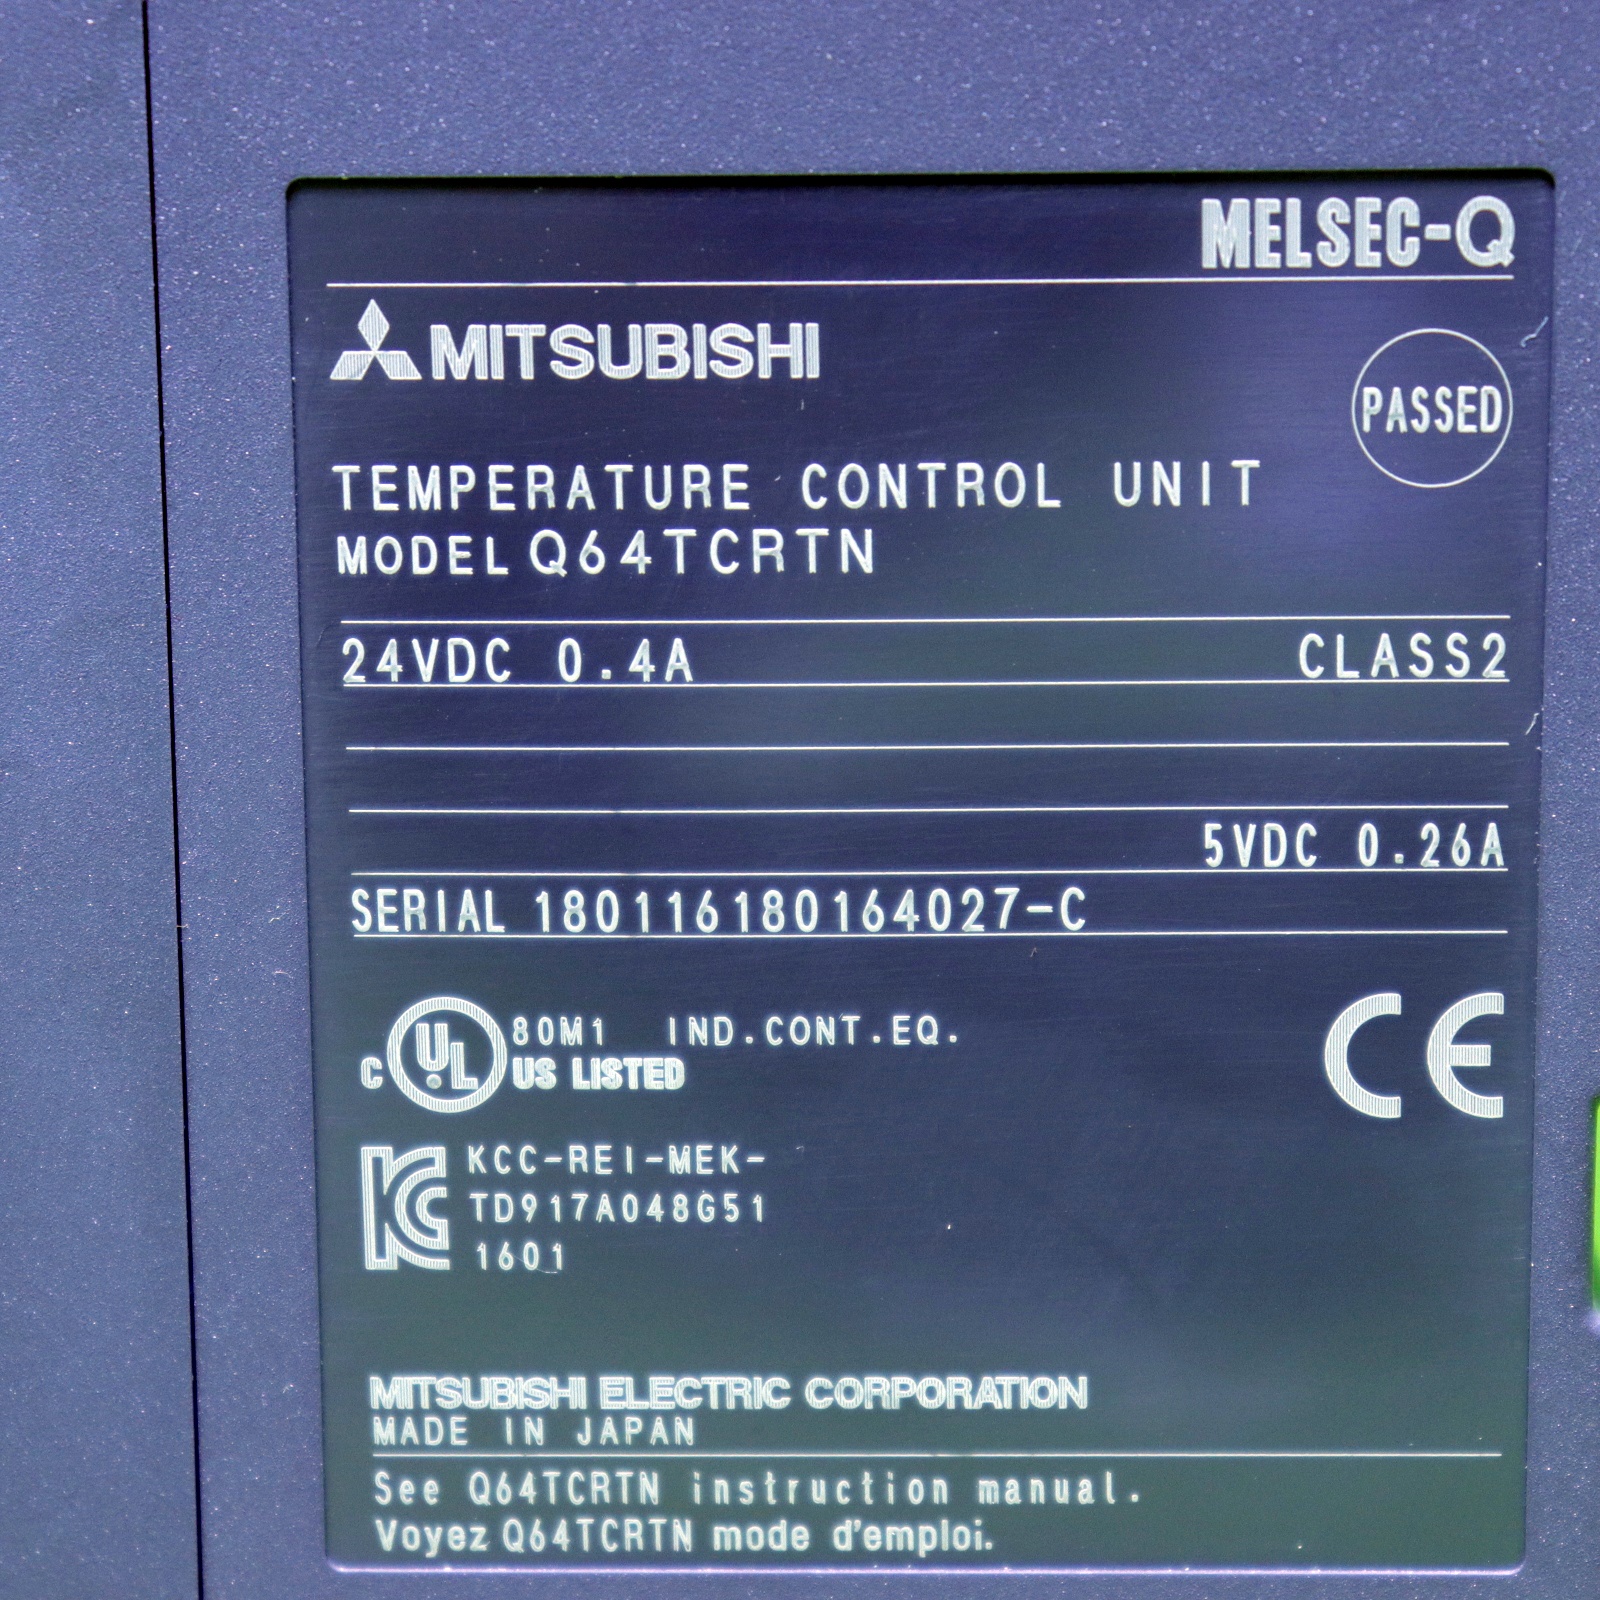 MELSEC-Q
MITSUBISHI
PASSED
TEMPERATURE CONTROL UNIT
MODEL Q64TCRTN
24VDC 0.4A CLASS2
5VDC 0.26A
SERIAL 180116180164027-C
80M1 IND.CONT.EQ.
C UL US LISTED
CE
KCC-REI-MEK-
TD917A048G51
1601
MITSUBISHI ELECTRIC CORPORATION
MADE IN JAPAN
See Q64TCRTN instruction manual.
Voyez Q64TCRTN mode d'emploi.